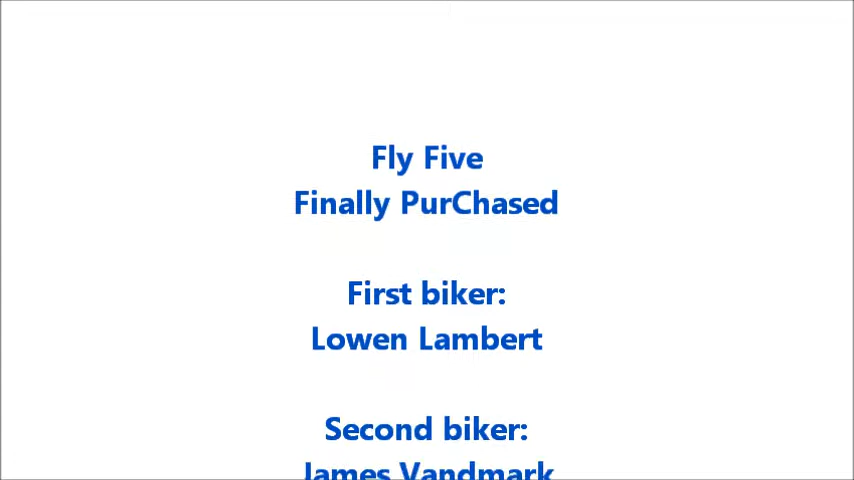 Fly Five
Finally PurChased
First biker:
Lowen Lambert
Second biker:
James Vandmark